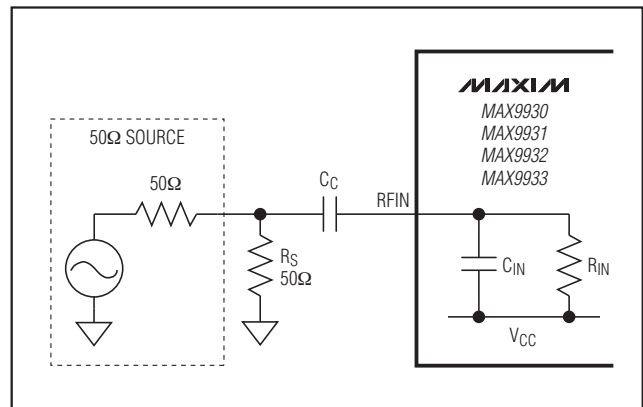 MAXIM
MAX9930
MAX9931
MAX9932
MAX9933
50Ω SOURCE
50Ω
CC
RFIN
RS
50Ω
CIN
RIN
VCC